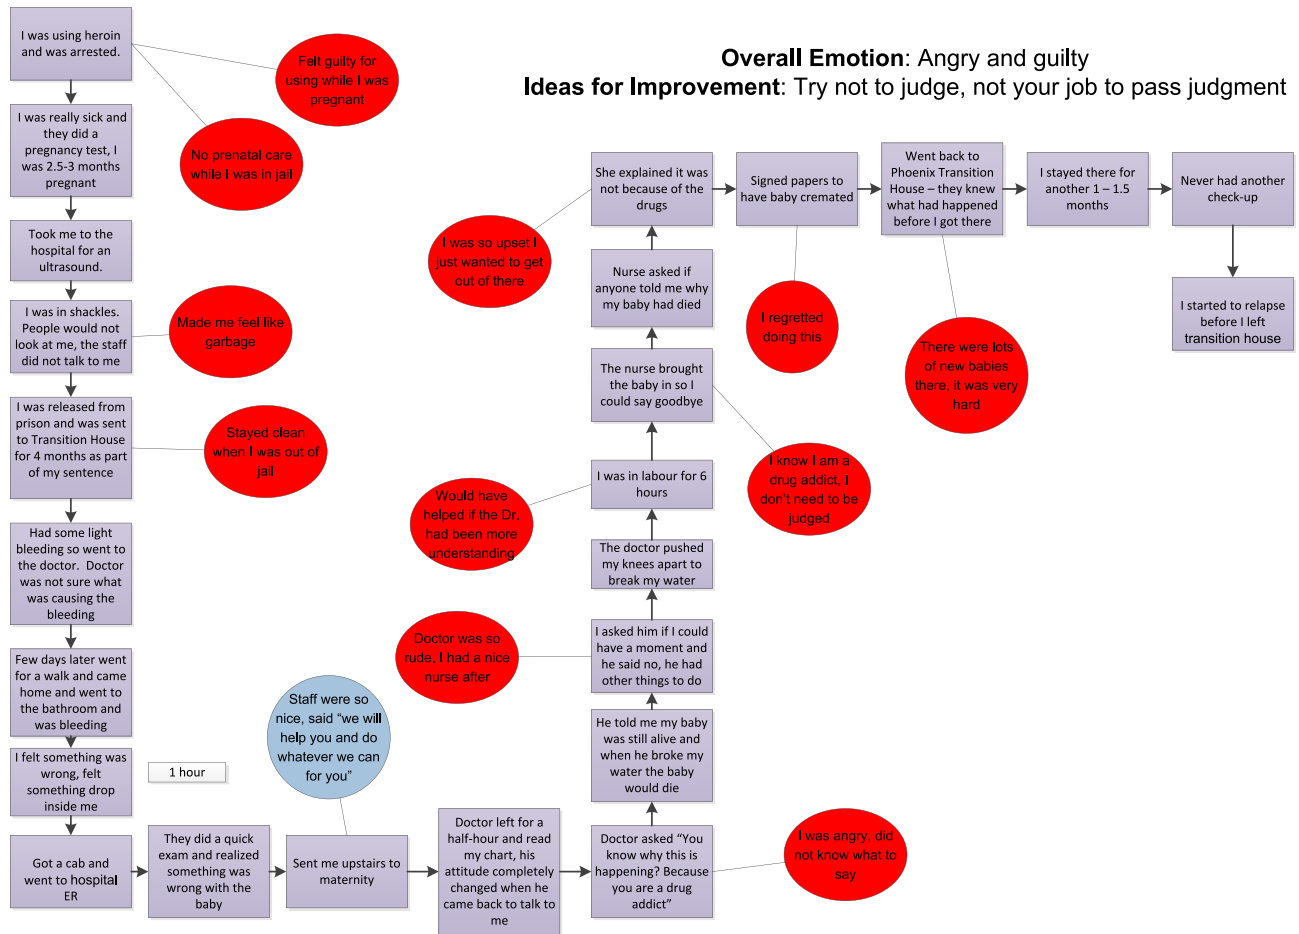 I was using heroin
and was arrested.
Felt guilty for
using while I was
pregnant
Overall Emotion: Angry and guilty
Ideas for Improvement: Try not to judge, not your job to pass judgment
I was really sick and
they did a
pregnancy test, I
was 2.5-3 months
pregnant
No prenatal care
while I was in jail
Took me to the
hospital for an
ultrasound.
I was in shackles.
People would not
look at me, the staff
did not talk to me
Made me feel like
garbage
I was released from
prison and was sent
to Transition House
for 4 months as part
of my sentence
Stayed clean
when I was out of
jail
Had some light
bleeding so went to
the doctor.  Doctor
was not sure what
was causing the
bleeding
Few days later went
for a walk and came
home and went to
the bathroom and
was bleeding
I felt something was
wrong, felt
something drop
inside me
1 hour
Got a cab and
went to hospital
ER
They did a quick
exam and realized
something was
wrong with the
baby
Staff were so
nice, said “we will
help you and do
whatever we can
for you”
Sent me upstairs to
maternity
Doctor left for a
half-hour and read
my chart, his
attitude completely
changed when he
came back to talk to
me
Doctor asked “You
know why this is
happening? Because
you are a drug
addict”
I was angry, did
not know what to
say
He told me my baby
was still alive and
when he broke my
water the baby
would die
I asked him if I could
have a moment and
he said no, he had
other things to do
Doctor was so
rude, I had a nice
nurse after
The doctor pushed
my knees apart to
break my water
I was in labour for 6
hours
Would have
helped if the Dr.
had been more
understanding
The nurse brought
the baby in so I
could say goodbye
I know I am a
drug addict, I
don't need to be
judged
Nurse asked if
anyone told me why
my baby had died
She explained it was
not because of the
drugs
I was so upset I
just wanted to get
out of there
Signed papers to
have baby cremated
I regretted
doing this
Went back to
Phoenix Transition
House – they knew
what had happened
before I got there
There were lots
of new babies
there, it was very
hard
I stayed there for
another 1 – 1.5
months
Never had another
check-up
I started to relapse
before I left
transition house